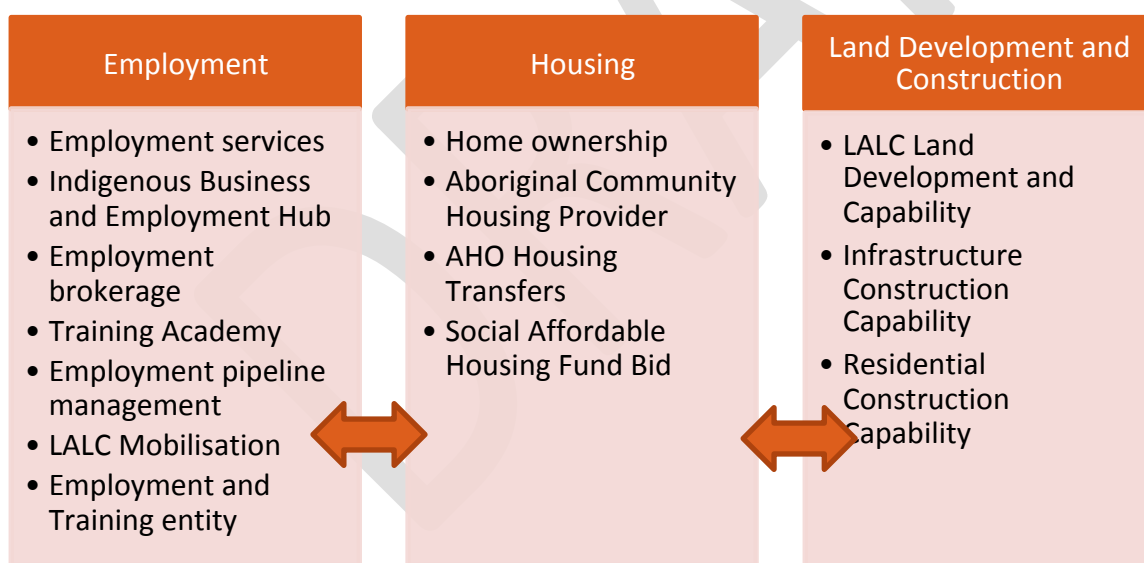 Employment
• Employment services
• Indigenous Business
and Employment Hub
• Employment
brokerage
• Training Academy
• Employment pipeline
management
• LALC Mobilisation
• Employment and
Training entity
Housing
• Home ownership
• Aboriginal Community
Housing Provider
• AHO Housing
Transfers
• Social Affordable
Housing Fund Bid
Land Development and
Construction
• LALC Land
Development and
Capability
• Infrastructure
Construction
Capability
• Residential
Construction
Capability